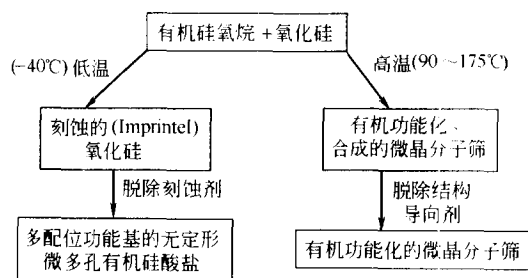 有机硅氧烷+氧化硅
(-40℃)低温
高温(90~175℃)
刻蚀的(Imprintel)
氧化硅
有机功能化、
合成的微晶分子筛
脱除刻蚀剂
脱除结构
导向剂
多配位功能基的无定形
微多孔有机硅酸盐
有机功能化的微晶分子筛